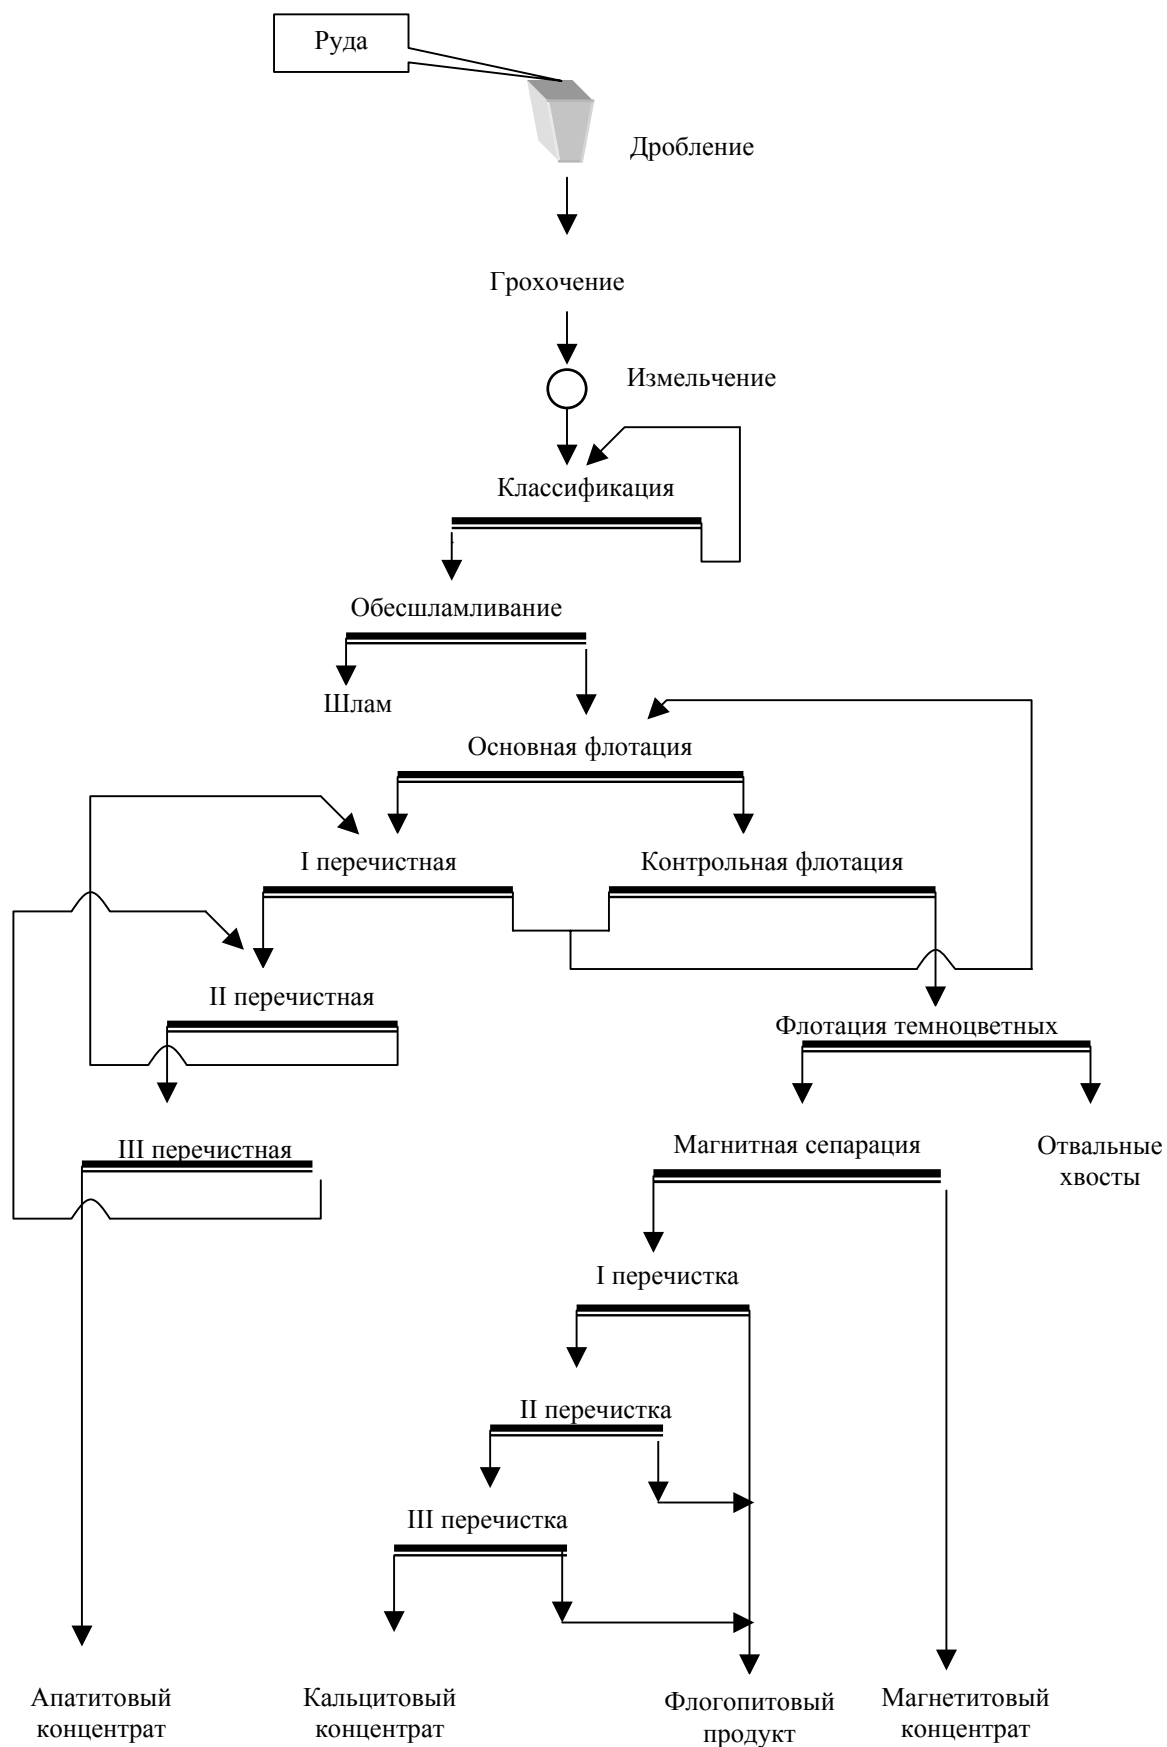 Руда
Дробление
Грохочение
Измельчение
Классификация
Обесшламливание
Шлам
Основная флотация
I перечистная
Контрольная флотация
II перечистная
Флотация темноцветных
III перечистная
Магнитная сепарация
Отвальные
хвосты
I перечистка
II перечистка
III перечистка
Апатитовый
концентрат
Кальцитовый
концентрат
Флогопитовый
продукт
Магнетитовый
концентрат